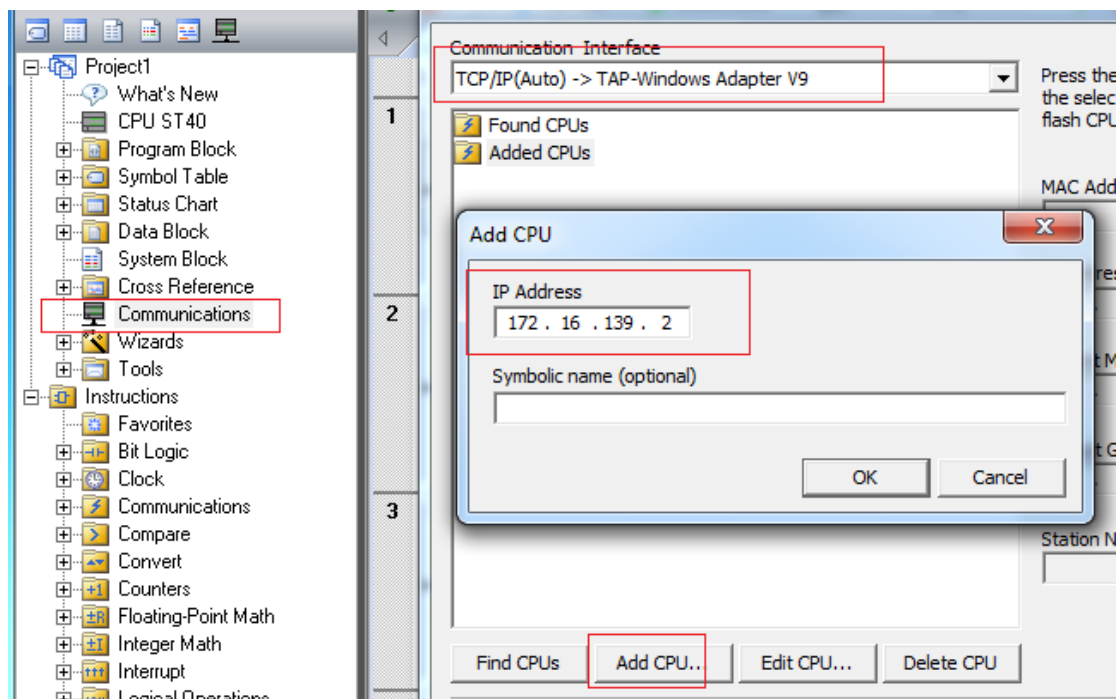 Project1
What's New
CPU ST40
Program Block
Symbol Table
Status Chart
Data Block
System Block
Cross Reference
Communications
Wizards
Tools
Instructions
Favorites
Bit Logic
Clock
Communications
Compare
Convert
Counters
Floating-Point Math
Integer Math
Interrupt
Logical Operations
1
2
3
Communication Interface
TCP/IP(Auto) -> TAP-Windows Adapter V9
Found CPUs
Added CPUs
Press the
the selec
flash CPU
MAC Add
Add CPU
IP Address
172 . 16 . 139 . 2
Symbolic name (optional)
OK
Cancel
Station N
Find CPUs
Add CPU...
Edit CPU...
Delete CPU